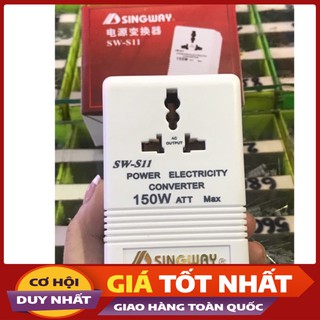 SINGWAY
电源变换器
SW-S11
AC
OUTPUT
SW-S11
POWER ELECTRICITY
CONVERTER
150W ATT Max
SINGWAY
CƠ HỘI
DUY NHẤT
GIÁ TỐT NHẤT
GIAO HÀNG TOÀN QUỐC